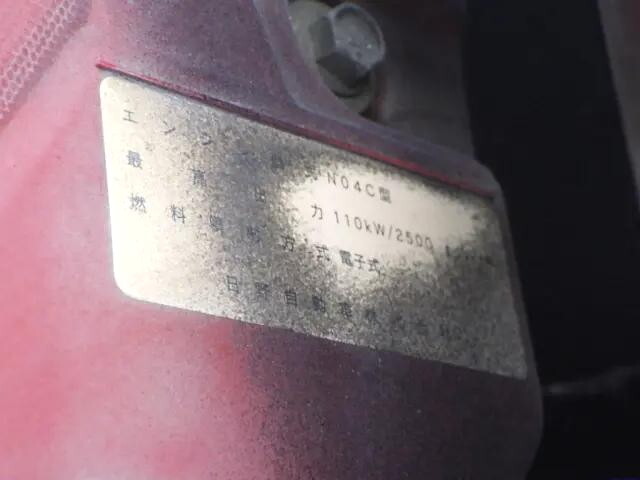 エンジン型式 N04C型
最高出力 110kW/2500
燃料噴射方式 電子式
日野自動車株式会社